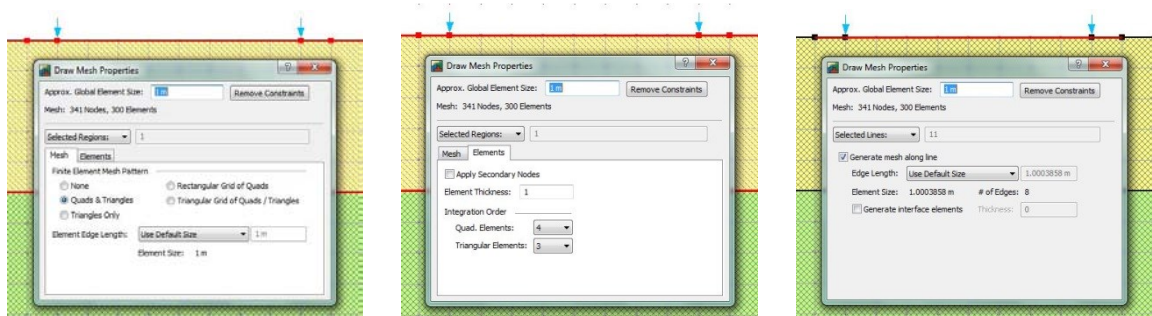 Draw Mesh Properties
Approx. Global Element Size: 1 m Remove Constraints
Mesh: 341 Nodes, 300 Elements
Selected Regions: 1
Mesh Elements
Finite Element Mesh Pattern
None Rectangular Grid of Quads
Quads & Triangles Triangular Grid of Quads / Triangles
Triangles Only
Element Edge Length: Use Default Size 1 m
Element Size: 1 m
Draw Mesh Properties
Approx. Global Element Size: 1 m Remove Constraints
Mesh: 341 Nodes, 300 Elements
Selected Regions: 1
Mesh Elements
Apply Secondary Nodes
Element Thickness: 1
Integration Order
Quad. Elements: 4
Triangular Elements: 3
Draw Mesh Properties
Approx. Global Element Size: 1 m Remove Constraints
Mesh: 341 Nodes, 300 Elements
Selected Lines: 11
Generate mesh along line
Edge Length: Use Default Size 1.0003858 m
Element Size: 1.0003858 m # of Edges: 8
Generate interface elements Thickness: 0